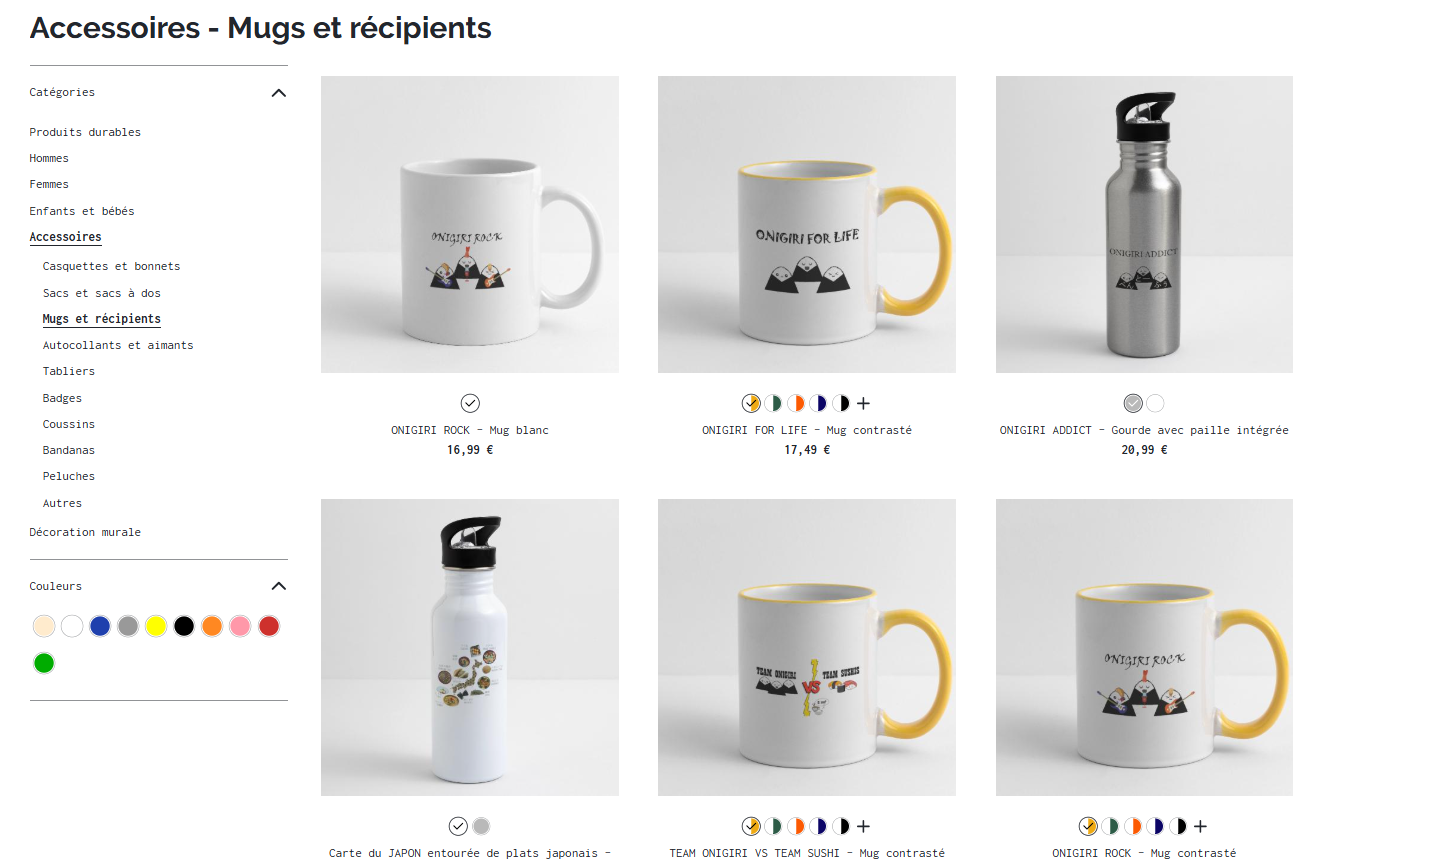 Accessoires - Mugs et récipients
Catégories
Produits durables
Hommes
Femmes
Enfants et bébés
Accessoires
Casquettes et bonnets
Sacs et sacs à dos
Mugs et récipients
Autocollants et aimants
Tabliers
Badges
Coussins
Bandanas
Peluches
Autres
Décoration murale
Couleurs
ONIGIRI ROCK
ONIGIRI ROCK - Mug blanc
16,99 €
ONIGIRI FOR LIFE
ONIGIRI FOR LIFE - Mug contrasté
17,49 €
ONIGIRI ADDICT
ONIGIRI ADDICT - Gourde avec paille intégrée
20,99 €
Carte du JAPON entourée de plats japonais -
TEAM ONIGIRI
VS
TEAM SUSHIS
TEAM ONIGIRI VS TEAM SUSHI - Mug contrasté
ONIGIRI ROCK
ONIGIRI ROCK - Mug contrasté